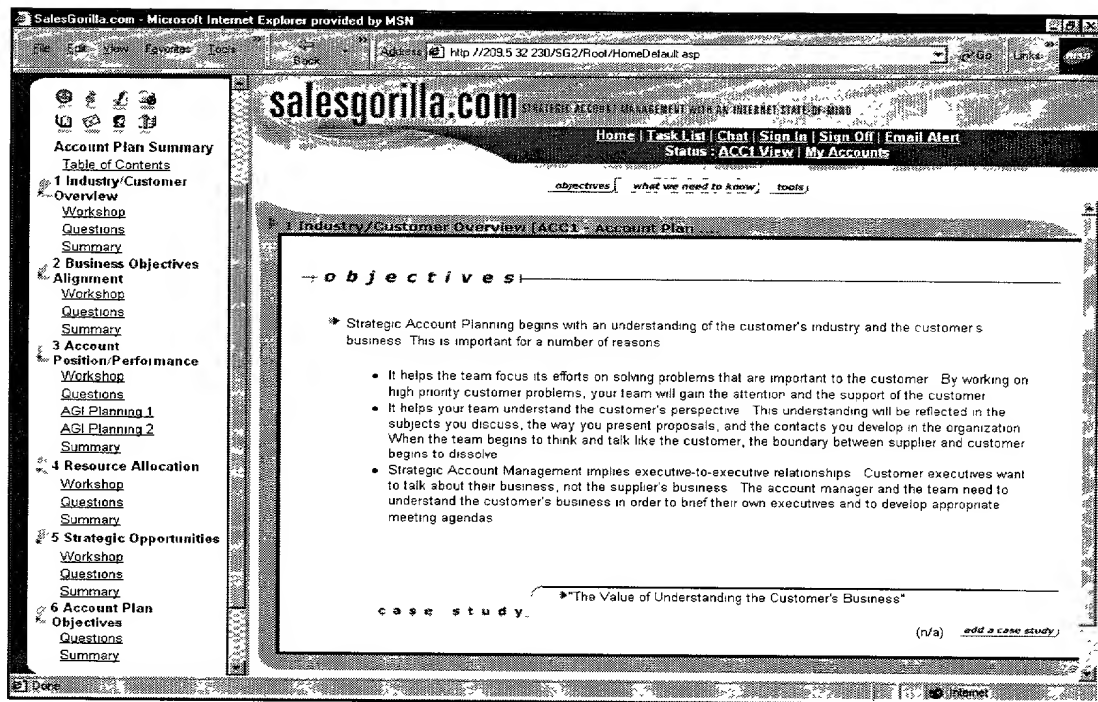 SalesGorilla.com - Microsoft Internet Explorer provided by MSN
File Edit View Favorites Tools
Back
Address http //209.5 32 230/SG2/Root/HomeDefault asp
Go Links
msn
salesgorilla.com STRATEGIC ACCOUNT MANAGEMENT WITH AN INTERNET STATE-OF-MIND
Home | Task List | Chat | Sign In | Sign Off | Email Alert
Status : ACC1 View | My Accounts
Account Plan Summary
Table of Contents
1 Industry/Customer
Overview
Workshop
Questions
Summary
2 Business Objectives
Alignment
Workshop
Questions
Summary
3 Account
Position/Performance
Workshop
Questions
AGI Planning 1
AGI Planning 2
Summary
4 Resource Allocation
Workshop
Questions
Summary
5 Strategic Opportunities
Workshop
Questions
Summary
6 Account Plan
Objectives
Questions
Summary
objectives what we need to know tools
1 Industry/Customer Overview [ACC1 - Account Plan ...
objectives
Strategic Account Planning begins with an understanding of the customer's industry and the customer's
business This is important for a number of reasons
• It helps the team focus its efforts on solving problems that are important to the customer By working on
high priority customer problems, your team will gain the attention and the support of the customer
• It helps your team understand the customer's perspective This understanding will be reflected in the
subjects you discuss, the way you present proposals, and the contacts you develop in the organization
When the team begins to think and talk like the customer, the boundary between supplier and customer
begins to dissolve
• Strategic Account Management implies executive-to-executive relationships Customer executives want
to talk about their business, not the supplier's business The account manager and the team need to
understand the customer's business in order to brief their own executives and to develop appropriate
meeting agendas
case study
"The Value of Understanding the Customer's Business"
(n/a) add a case study
Done
Internet